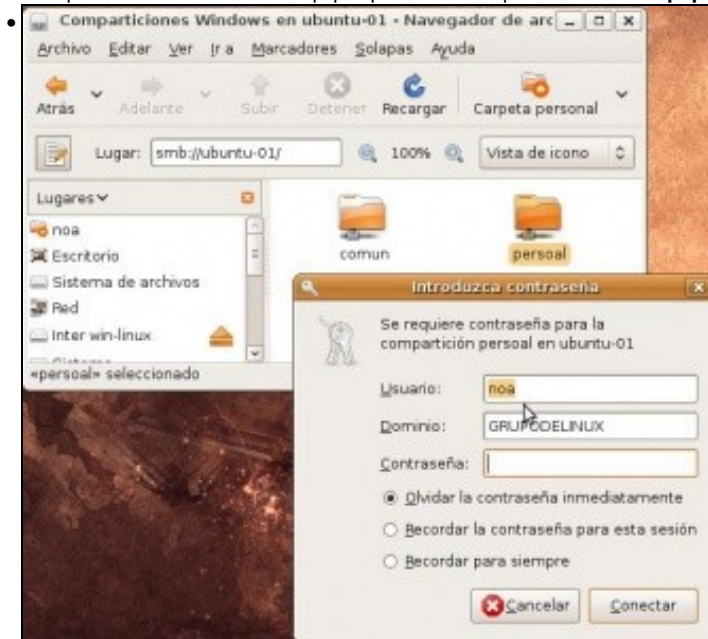 Comparticiones Windows en ubuntu-01 - Navegador de arc
Archivo Editar Ver Ir a Marcadores Solapas Ayuda
Atrás Adelante Subir Detener Recargar Carpeta personal
Lugar: smb://ubuntu-01/ 100% Vista de icono
Lugares
noa
Escritorio
Sistema de archivos
Red
Inter win-linux
comun persoal
«persoal» seleccionado
Introduzca contraseña
Se requiere contraseña para la
compartición persoal en ubuntu-01
Usuario: noa
Dominio: GRUPODELINUX
Contraseña:
Olvidar la contraseña inmediatamente
Recordar la contraseña para esta sesión
Recordar para siempre
Cancelar Conectar